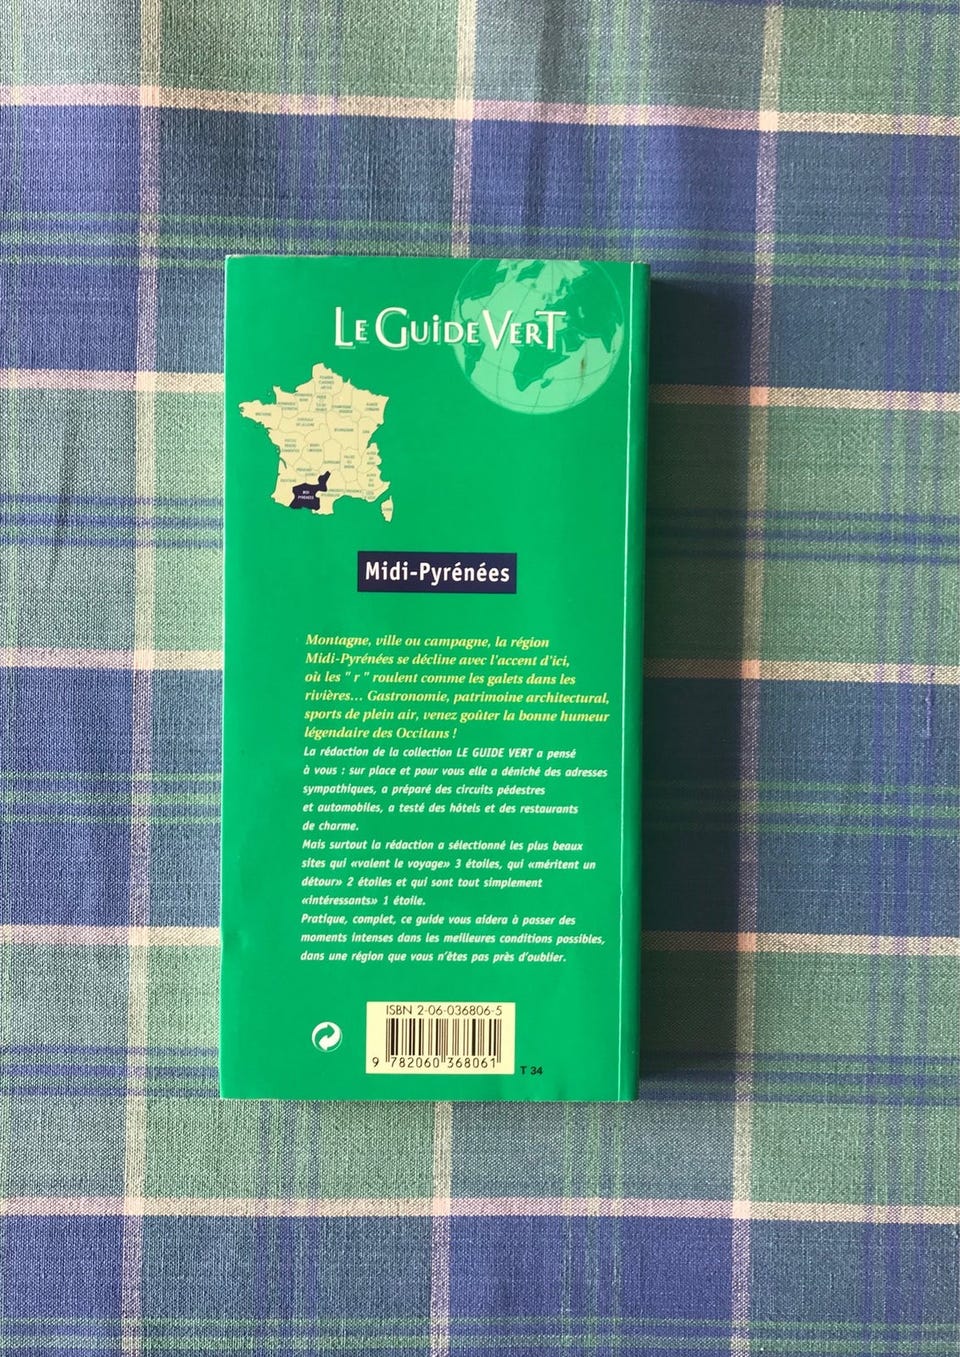 LE GUIDE VERT
BRETAGNE
MIDI
PYRÉNÉES
Midi-Pyrénées
Montagne, ville ou campagne, la région
Midi-Pyrénées se décline avec l'accent d'ici,
où les " r " roulent comme les galets dans les
rivières... Gastronomie, patrimoine architectural,
sports de plein air, venez goûter la bonne humeur
légendaire des Occitans !
La rédaction de la collection LE GUIDE VERT a pensé
à vous : sur place et pour vous elle a déniché des adresses
sympathiques, a préparé des circuits pédestres
et automobiles, a testé des hôtels et des restaurants
de charme.
Mais surtout la rédaction a sélectionné les plus beaux
sites qui «valent le voyage» 3 étoiles, qui «méritent un
détour» 2 étoiles et qui sont tout simplement
«intéressants» 1 étoile.
Pratique, complet, ce guide vous aidera à passer des
moments intenses dans les meilleures conditions possibles,
dans une région que vous n'êtes pas près d'oublier.
ISBN 2-06-036806-5
9 782060 368061
T 34